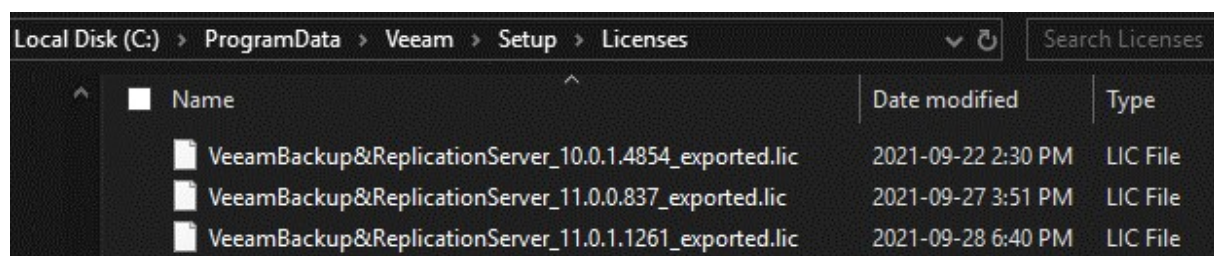 Local Disk (C:) > ProgramData > Veeam > Setup > Licenses Search Licenses
Name Date modified Type
VeeamBackup&ReplicationServer_10.0.1.4854_exported.lic 2021-09-22 2:30 PM LIC File
VeeamBackup&ReplicationServer_11.0.0.837_exported.lic 2021-09-27 3:51 PM LIC File
VeeamBackup&ReplicationServer_11.0.1.1261_exported.lic 2021-09-28 6:40 PM LIC File